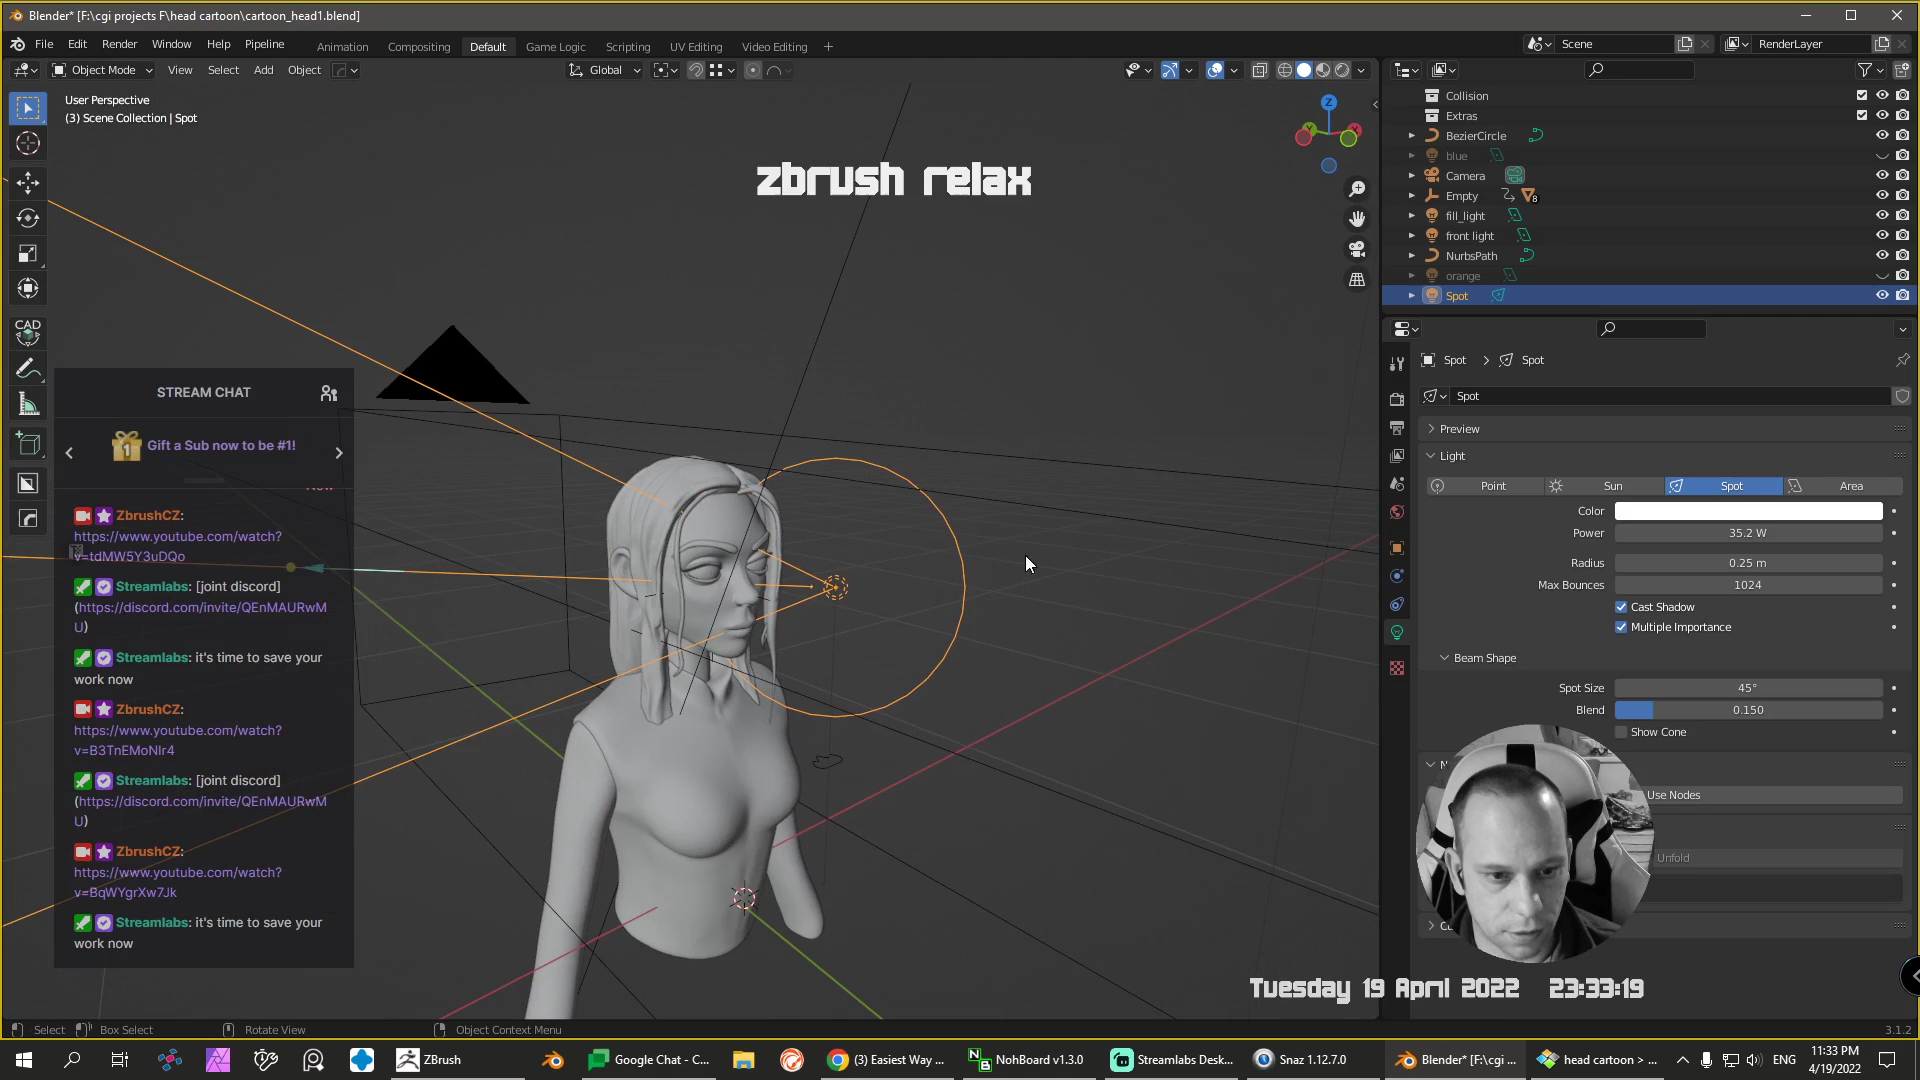 Blender* [F:\cgi projects F\head cartoon\cartoon_head1.blend]
File Edit Render Window Help Pipeline
Animation Compositing Default Game Logic Scripting UV Editing Video Editing +
Scene
RenderLayer
Object Mode View Select Add Object
Global
User Perspective
(3) Scene Collection | Spot
zbrush relax
CAD
Z
Collision
Extras
BezierCircle
blue
Camera
Empty
8
fill_light
front light
NurbsPath
orange
Spot
Spot > Spot
Spot
Preview
Light
Point Sun Spot Area
Color
Power 35.2 W
Radius 0.25 m
Max Bounces 1024
Cast Shadow
Multiple Importance
Beam Shape
Spot Size 45°
Blend 0.150
Show Cone
Use Nodes
Unfold
STREAM CHAT
1 Gift a Sub now to be #1!
ZbrushCZ:
https://www.youtube.com/watch?
v=tdMW5Y3uDQo
Streamlabs: [joint discord]
(https://discord.com/invite/QEnMAURwM
U)
Streamlabs: it's time to save your
work now
ZbrushCZ:
https://www.youtube.com/watch?
v=B3TnEMoNIr4
Streamlabs: [joint discord]
(https://discord.com/invite/QEnMAURwM
U)
ZbrushCZ:
https://www.youtube.com/watch?
v=BqWYgrXw7Jk
Streamlabs: it's time to save your
work now
Tuesday 19 April 2022 23:33:19
Select Box Select Rotate View Object Context Menu
3.1.2
ZBrush
Google Chat - C...
(3) Easiest Way ...
NohBoard v1.3.0
Streamlabs Desk...
Snaz 1.12.7.0
Blender* [F:\cgi ...
head cartoon > ...
ENG
11:33 PM
4/19/2022